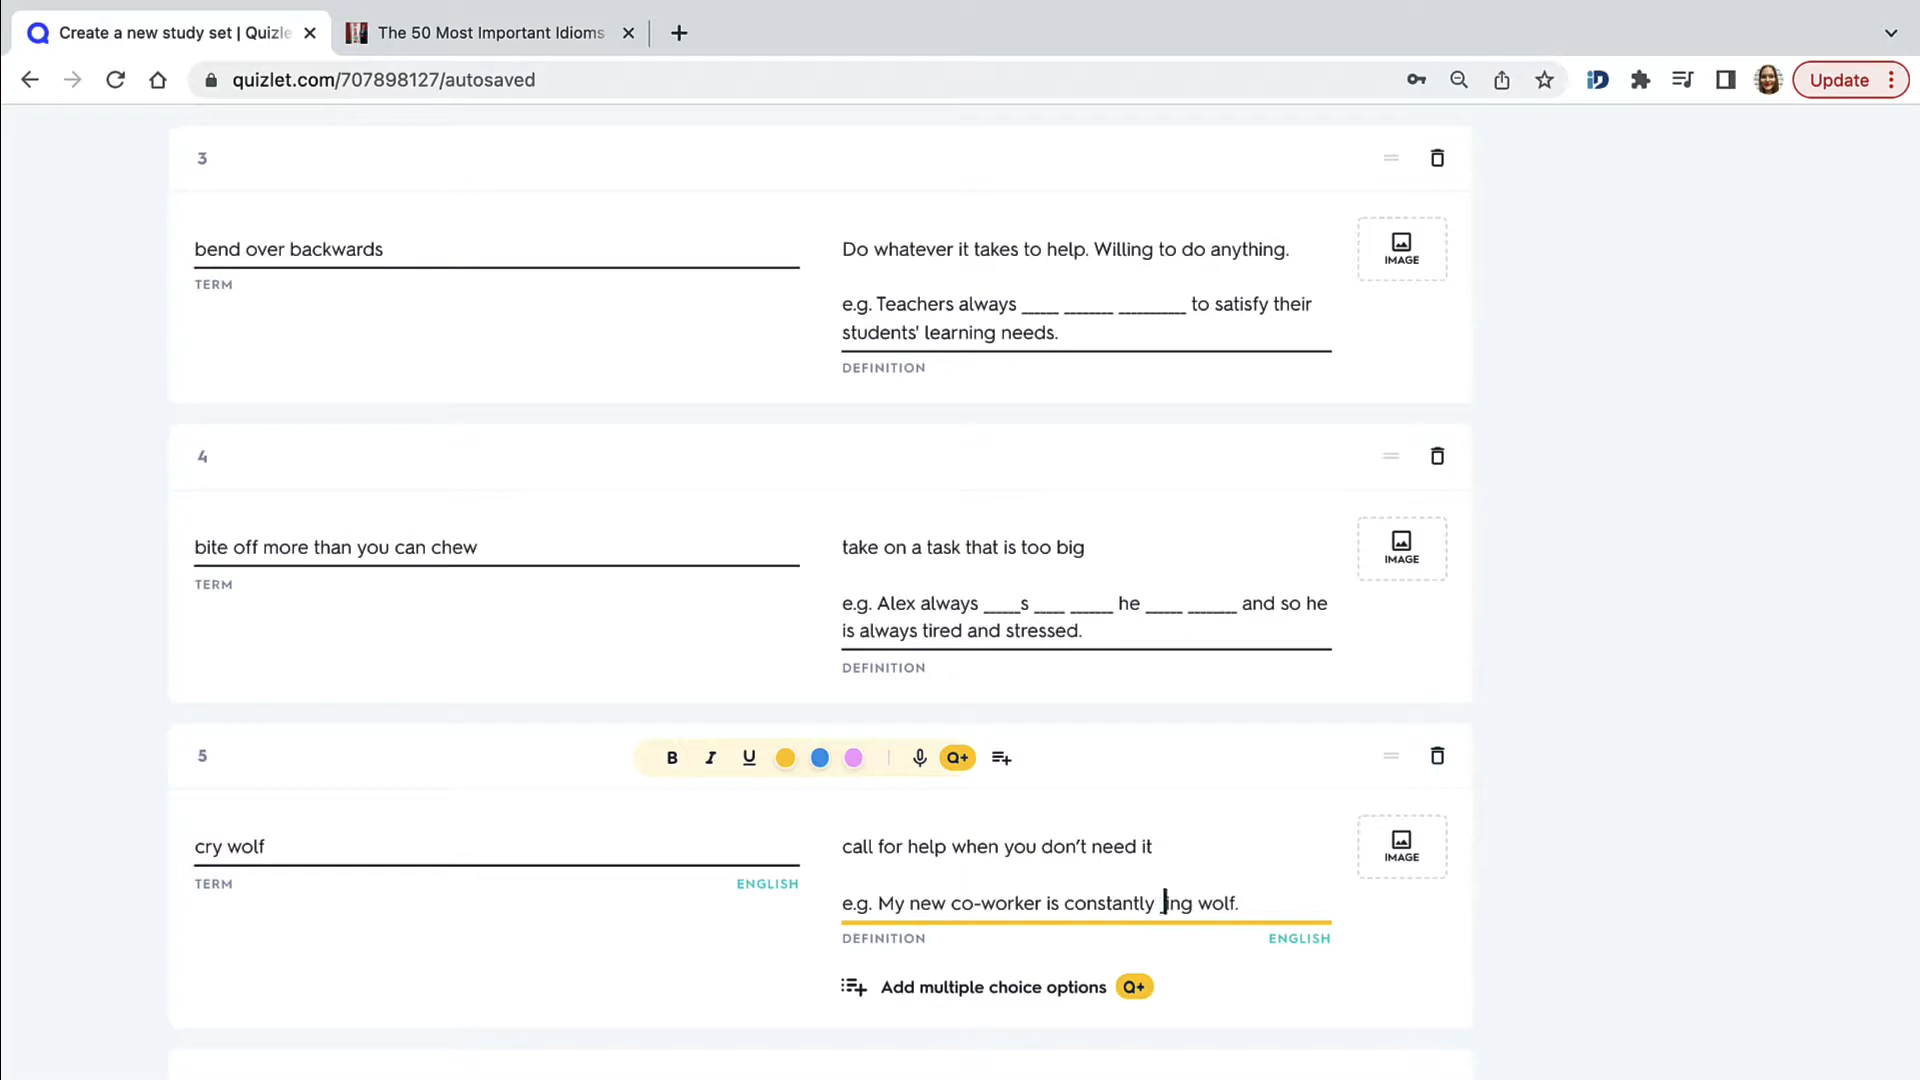 Create a new study set | Quizle
The 50 Most Important Idioms
quizlet.com/707898127/autosaved
Update
3
bend over backwards
TERM
Do whatever it takes to help. Willing to do anything.
e.g. Teachers always _____ _______ __________ to satisfy their
students' learning needs.
DEFINITION
IMAGE
4
bite off more than you can chew
TERM
take on a task that is too big
e.g. Alex always _____s ____ ______ he _____ _______ and so he
is always tired and stressed.
DEFINITION
IMAGE
5
B I U Q+
cry wolf
TERM
ENGLISH
call for help when you don’t need it
e.g. My new co-worker is constantly _ing wolf.
DEFINITION
ENGLISH
IMAGE
Add multiple choice options Q+